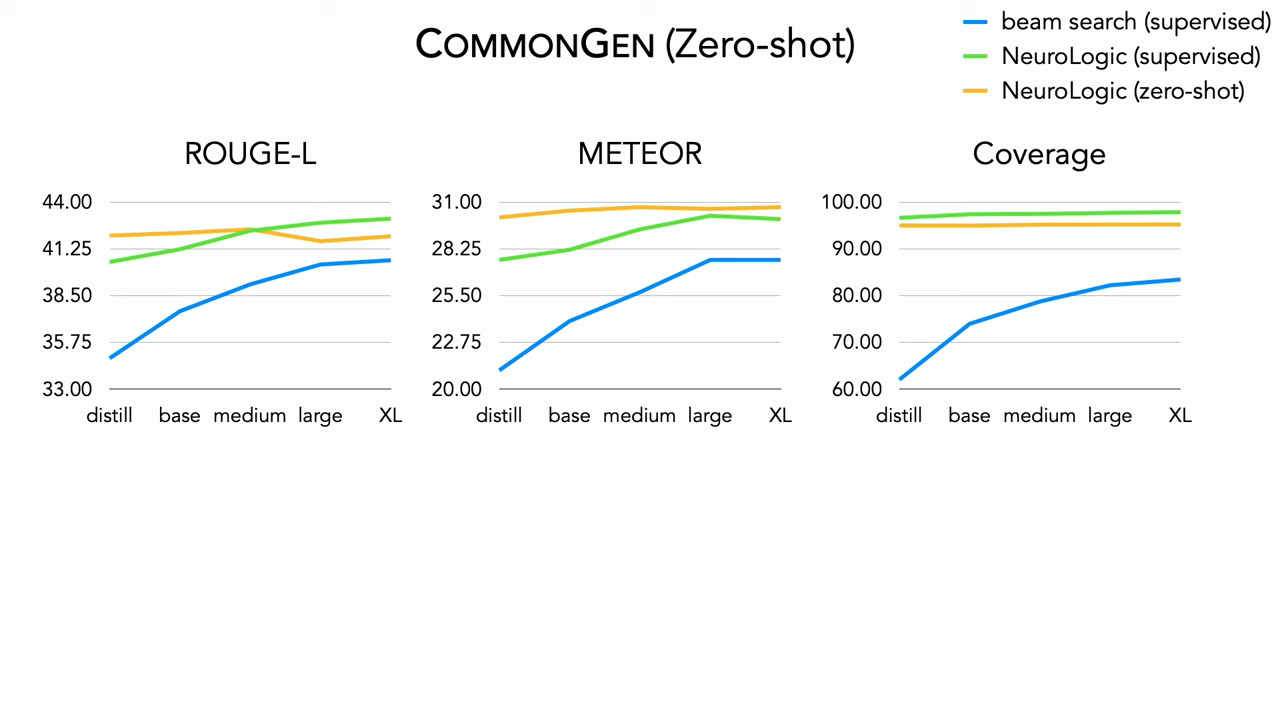 COMMONGEN (Zero-shot)
beam search (supervised)
NeuroLogic (supervised)
NeuroLogic (zero-shot)
ROUGE-L
44.00
41.25
38.50
35.75
33.00
distill base medium large XL
METEOR
31.00
28.25
25.50
22.75
20.00
distill base medium large XL
Coverage
100.00
90.00
80.00
70.00
60.00
distill base medium large XL